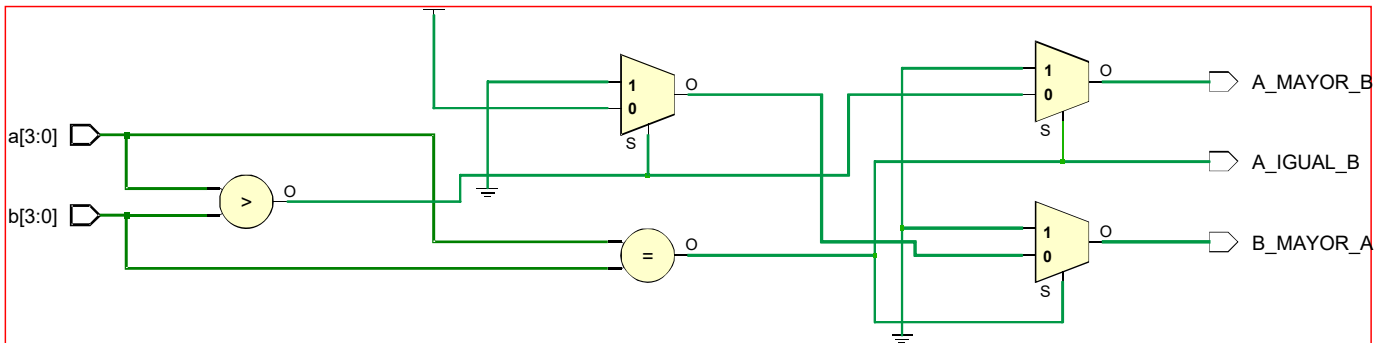 1
0
O
S
1
0
O
S
A_MAYOR_B
a[3:0]
A_IGUAL_B
>
O
b[3:0]
1
0
O
S
B_MAYOR_A
=
O